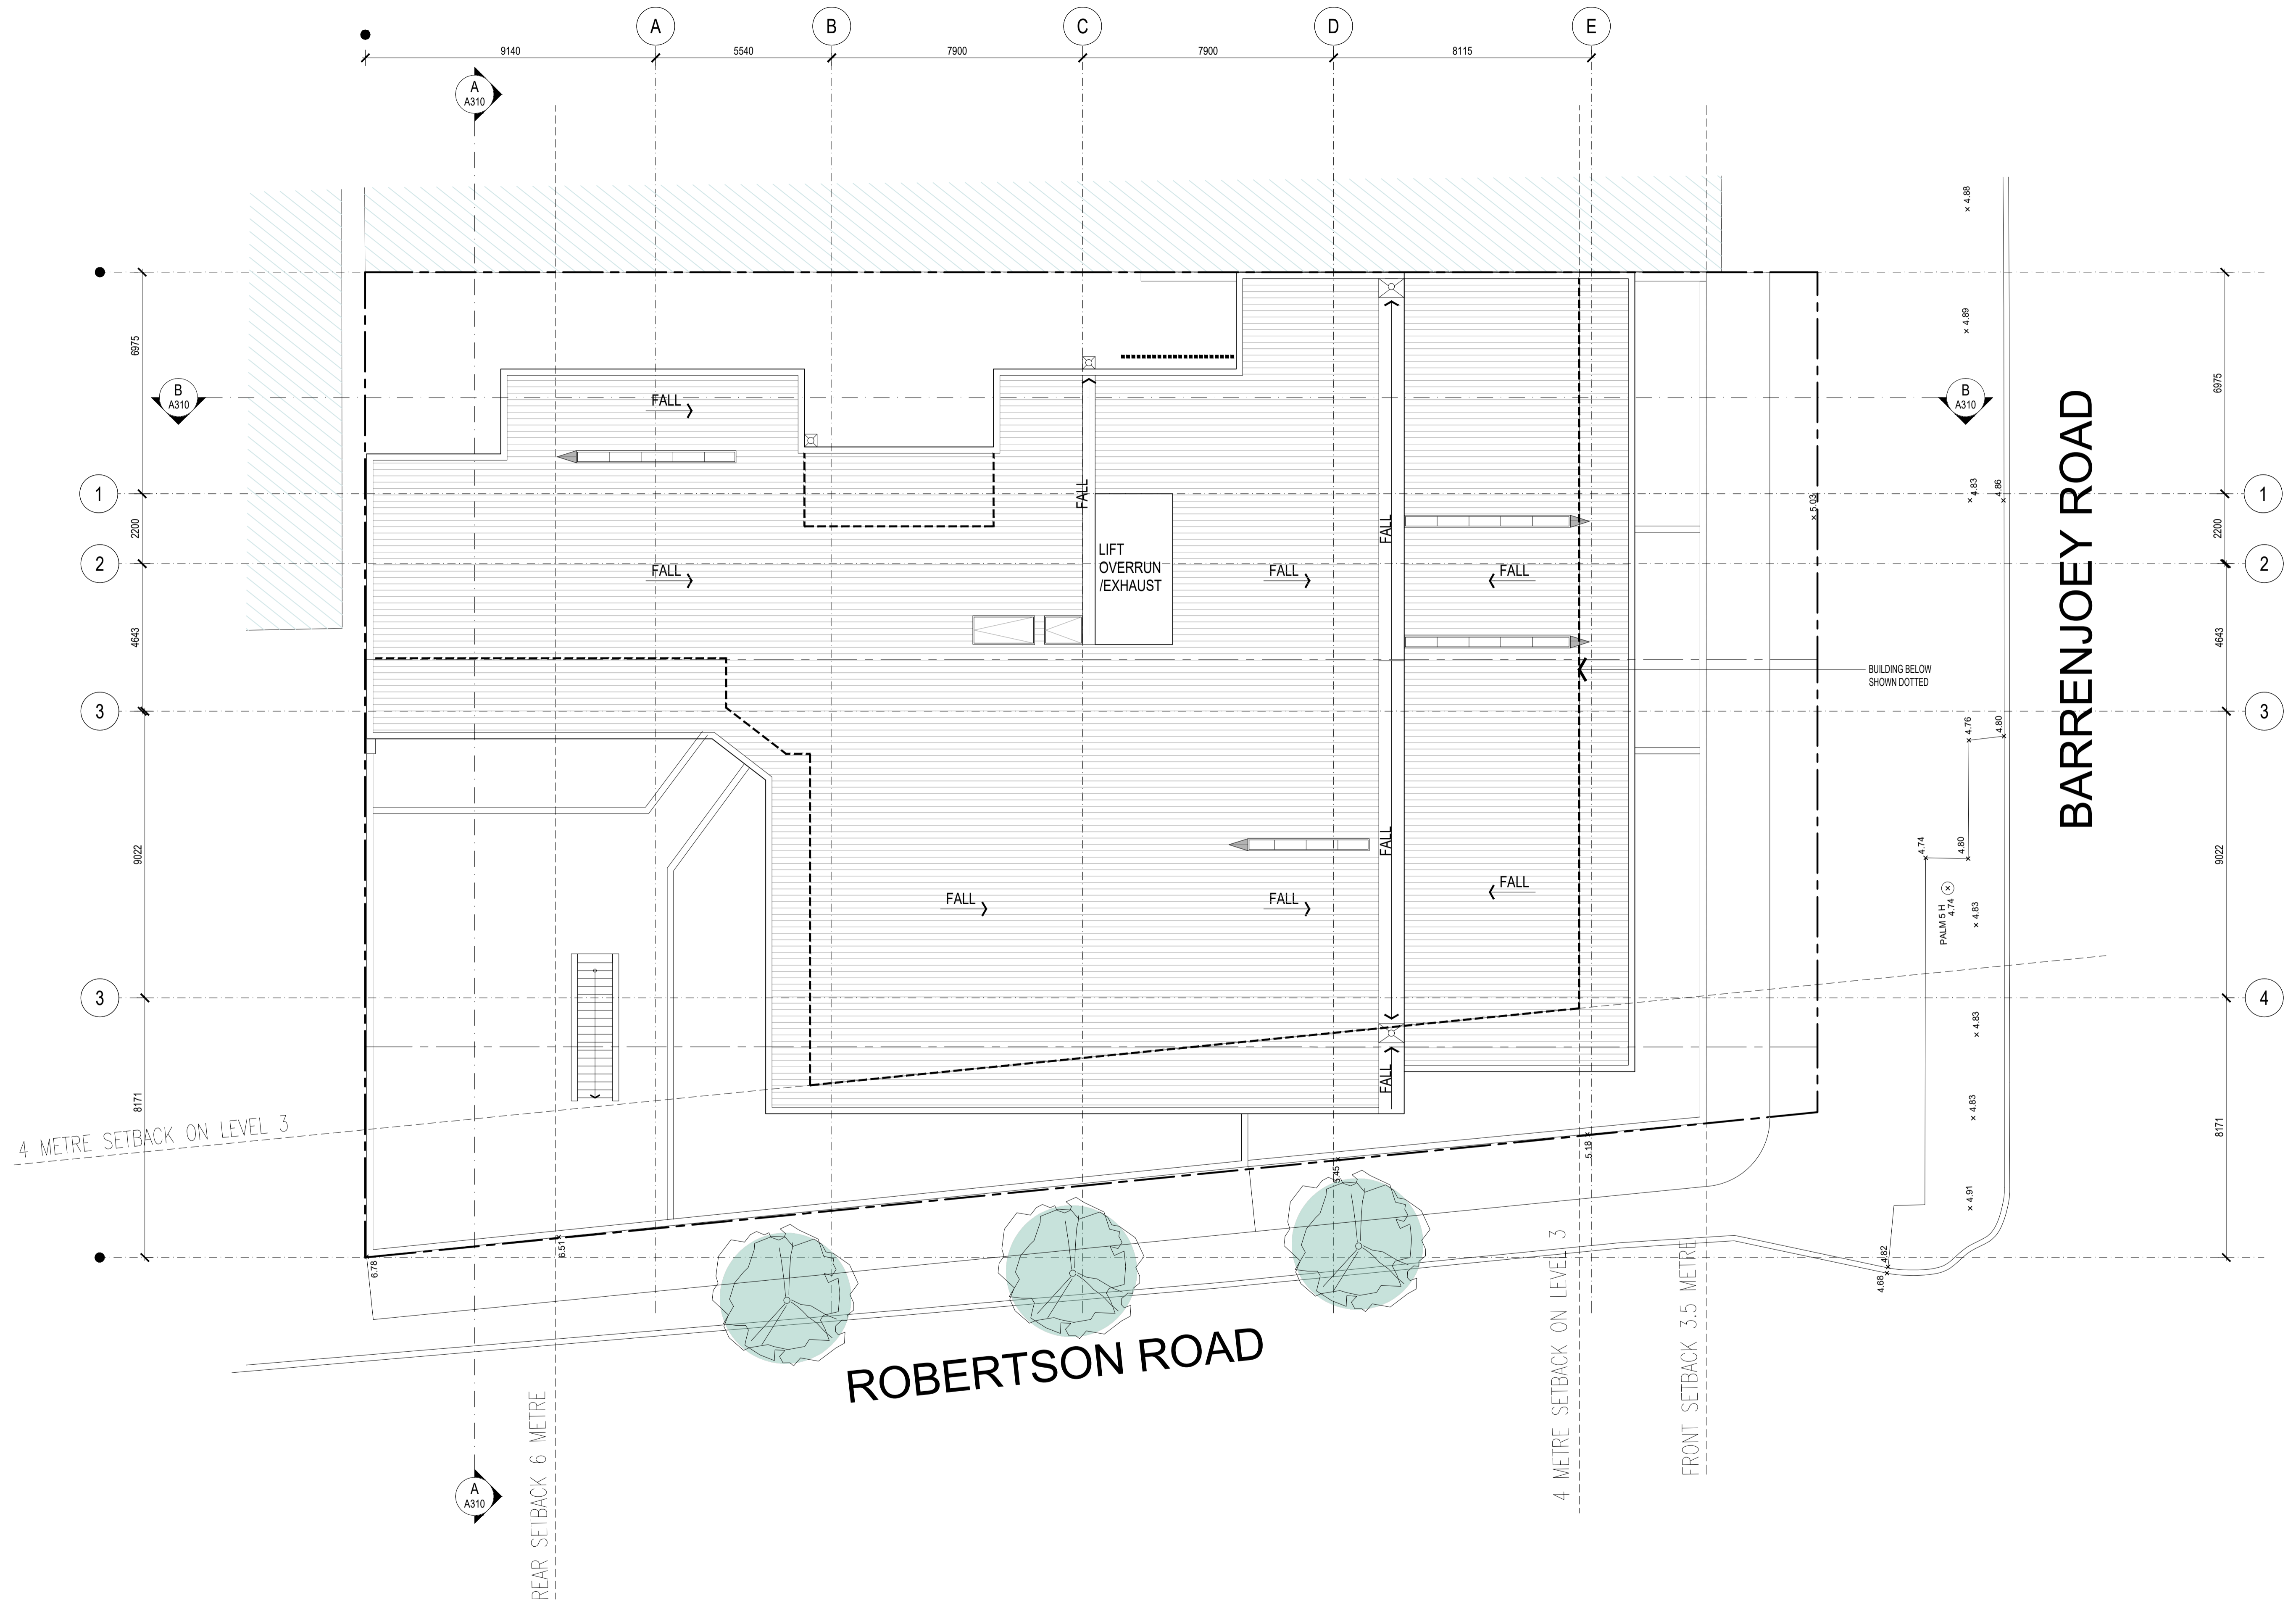 A
B
C
D
E
9140
5540
7900
7900
8115
A
A310
4.88
4.89
6975
6975
B
A310
B
A310
FALL
FALL
1
4.83
4.86
5.03
1
2200
2200
FALL
2
LIFT
OVERRUN
/EXHAUST
FALL
FALL
FALL
2
BARRENJOEY ROAD
4643
4643
BUILDING BELOW
SHOWN DOTTED
3
4.76
4.80
3
9022
FALL
4.74
4.80
9022
FALL
FALL
FALL
PALM 5 H
4.74
4.83
3
4
4.83
FALL
8171
4.83
8171
4 METRE SETBACK ON LEVEL 3
5.18
5.45
4.91
6.51
6.78
4.82
4.68
ROBERTSON ROAD
4 METRE SETBACK ON LEVEL 3
FRONT SETBACK 3.5 METRE
REAR SETBACK 6 METRE
A
A310